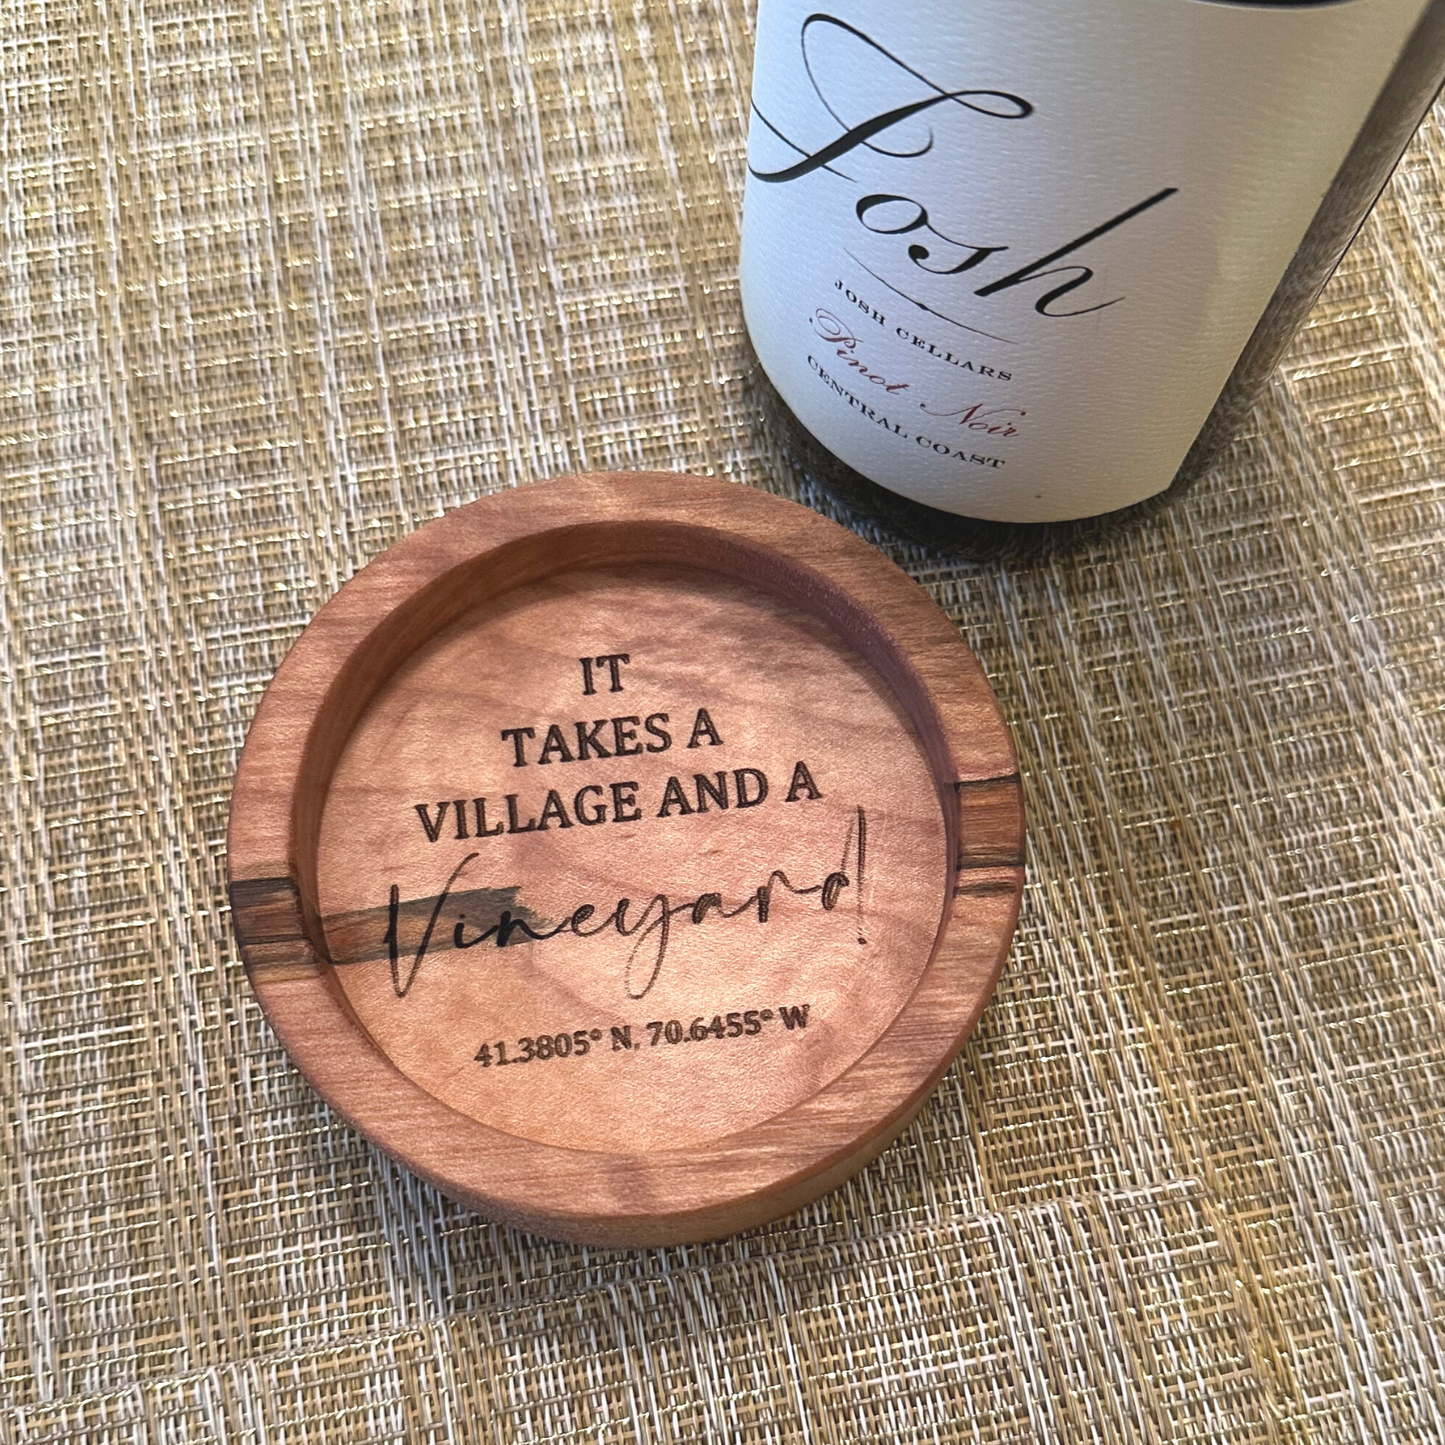 Josh
JOSH CELLARS
Pinot Noir
CENTRAL COAST
IT
TAKES A
VILLAGE AND A
Vineyard!
41.3805° N, 70.6455° W